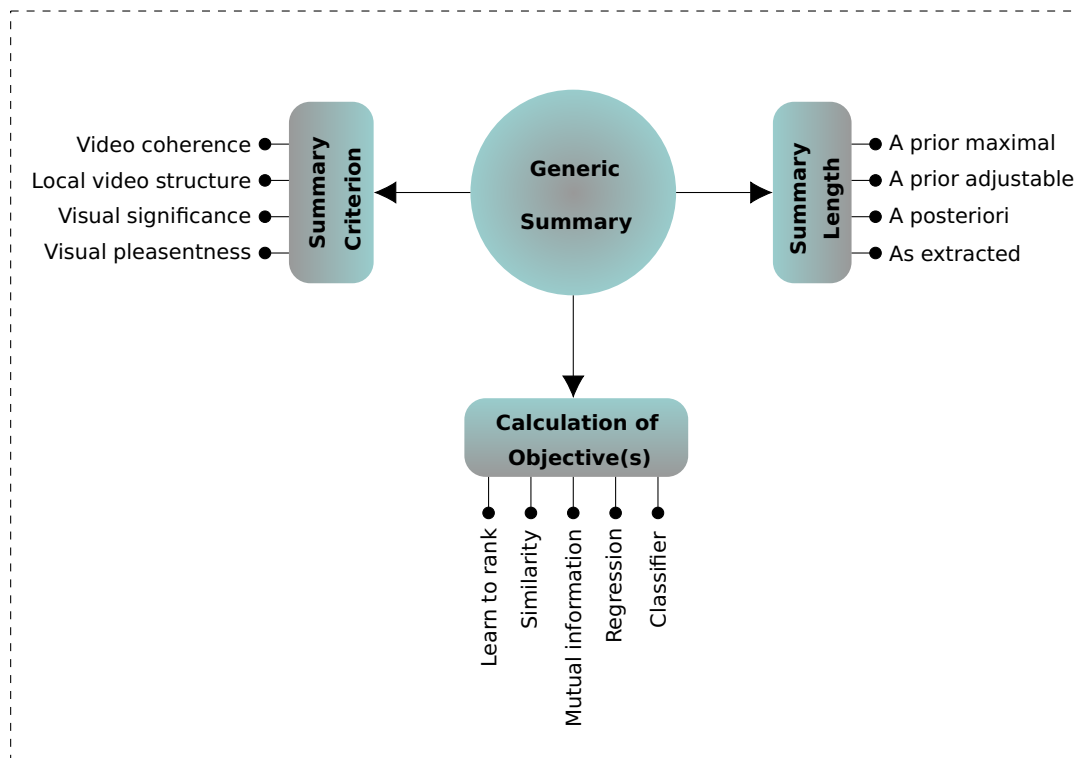 Video coherence
Local video structure
Visual significance
Visual pleasentness
Summary
Criterion
Generic
Summary
Summary
Length
A prior maximal
A prior adjustable
A posteriori
As extracted
Calculation of
Objective(s)
Learn to rank
Similarity
Mutual information
Regression
Classifier